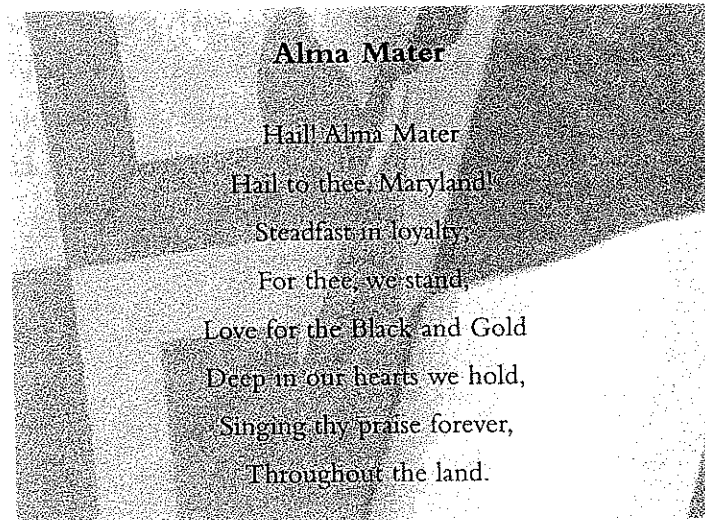 Alma Mater
Hail! Alma Mater
Hail to thee, Maryland!
Steadfast in loyalty,
For thee, we stand,
Love for the Black and Gold
Deep in our hearts we hold,
Singing thy praise forever,
Throughout the land.